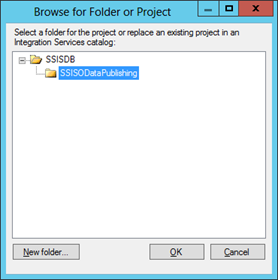 Browse for Folder or Project
Select a folder for the project or replace an existing project in an
Integration Services catalog:
SSISDB
SSISODataPublishing
New folder...
OK
Cancel